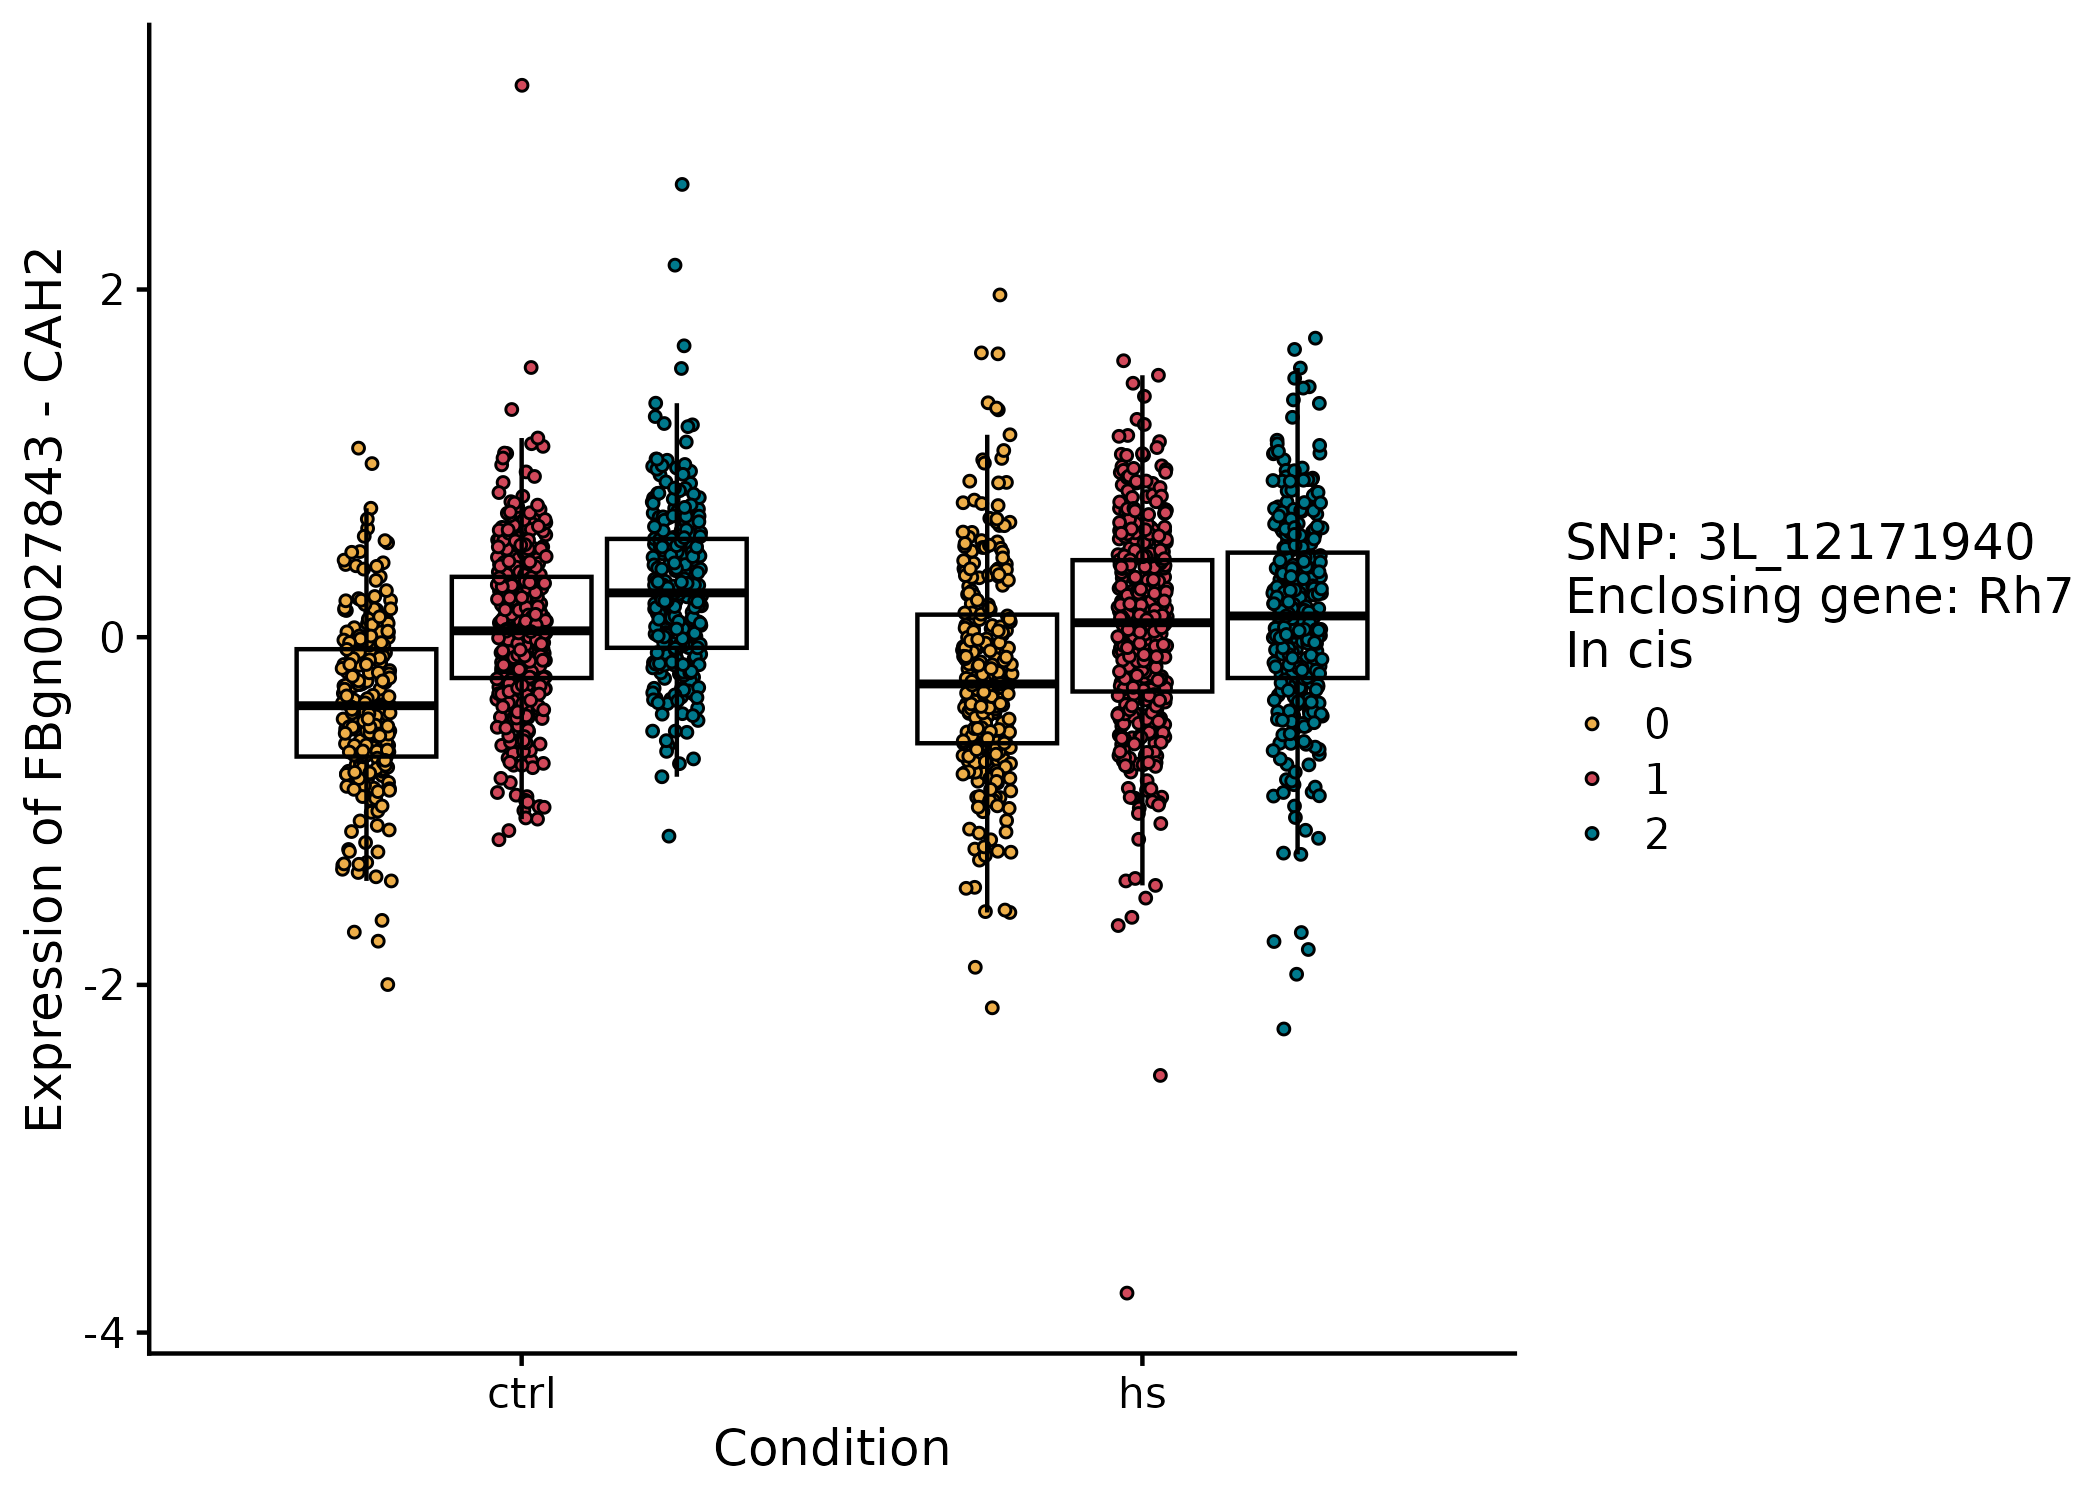 Expression of FBgn0027843 - CAH2
2
0
-2
-4
ctrl
hs
Condition
SNP: 3L_12171940
Enclosing gene: Rh7
In cis
0
1
2